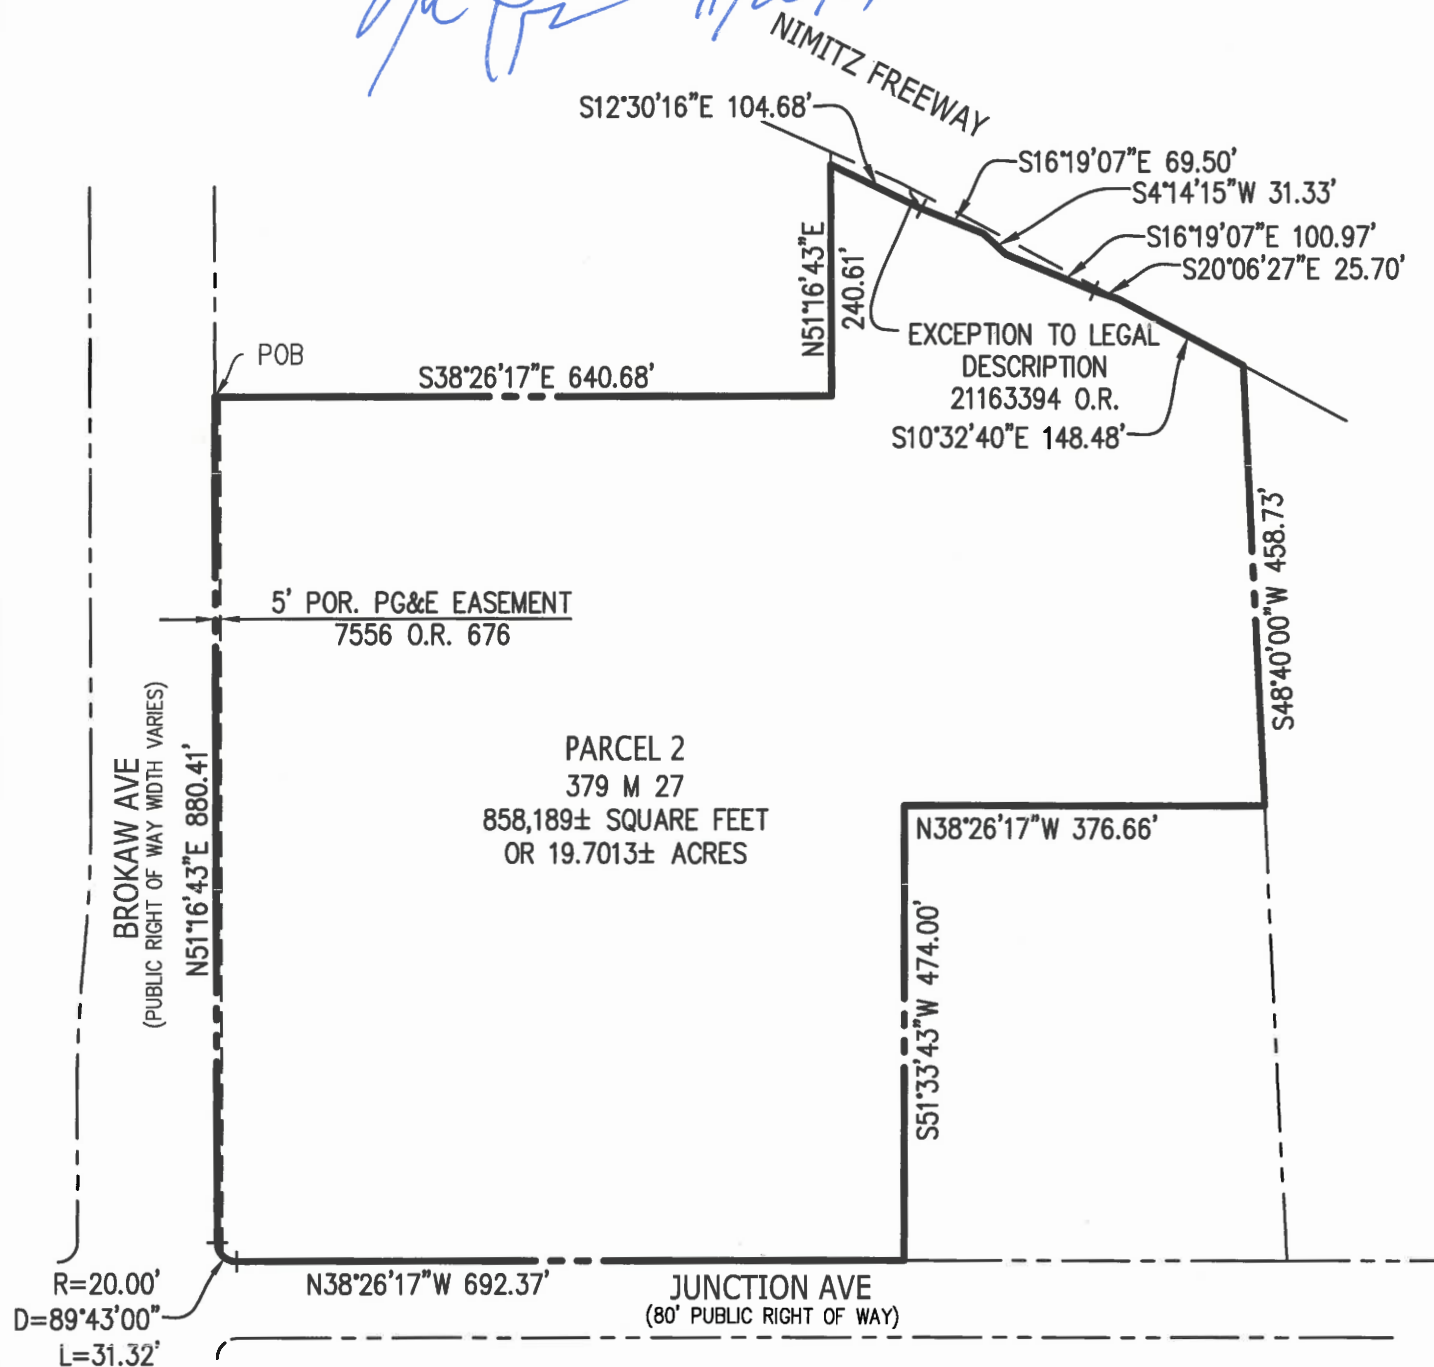 NIMITZ FREEWAY
S12°30'16"E 104.68'
S16°19'07"E 69.50'
S4°14'15"W 31.33'
S16°19'07"E 100.97'
S20°06'27"E 25.70'
N51°16'43"E
240.61'
EXCEPTION TO LEGAL
DESCRIPTION
21163394 O.R.
S10°32'40"E 148.48'
POB
S38°26'17"E 640.68'
S48°40'00"W 458.73'
5' POR. PG&E EASEMENT
7556 O.R. 676
BROKAW AVE
(PUBLIC RIGHT OF WAY WIDTH VARIES)
N51°16'43"E 880.41'
PARCEL 2
379 M 27
858,189± SQUARE FEET
OR 19.7013± ACRES
N38°26'17"W 376.66'
S51°33'43"W 474.00'
R=20.00'
D=89°43'00"
L=31.32'
N38°26'17"W 692.37'
JUNCTION AVE
(80' PUBLIC RIGHT OF WAY)